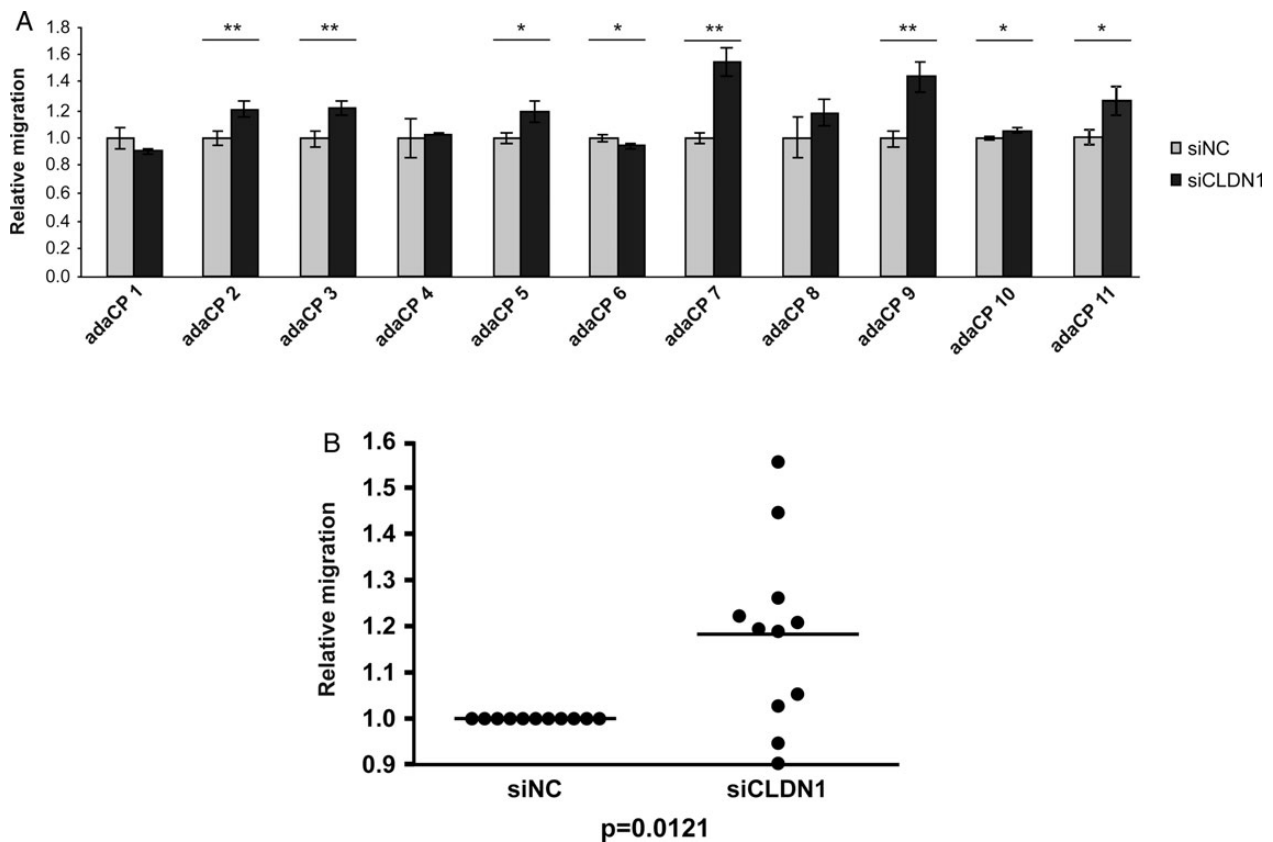 A
Relative migration
1.8
1.6
1.4
1.2
1.0
0.8
0.6
0.4
0.2
0.0
** ** * * ** ** * *
adaCP 1 adaCP 2 adaCP 3 adaCP 4 adaCP 5 adaCP 6 adaCP 7 adaCP 8 adaCP 9 adaCP 10 adaCP 11
siNC
siCLDN1
B
Relative migration
1.6
1.5
1.4
1.3
1.2
1.1
1.0
0.9
siNC siCLDN1
p=0.0121